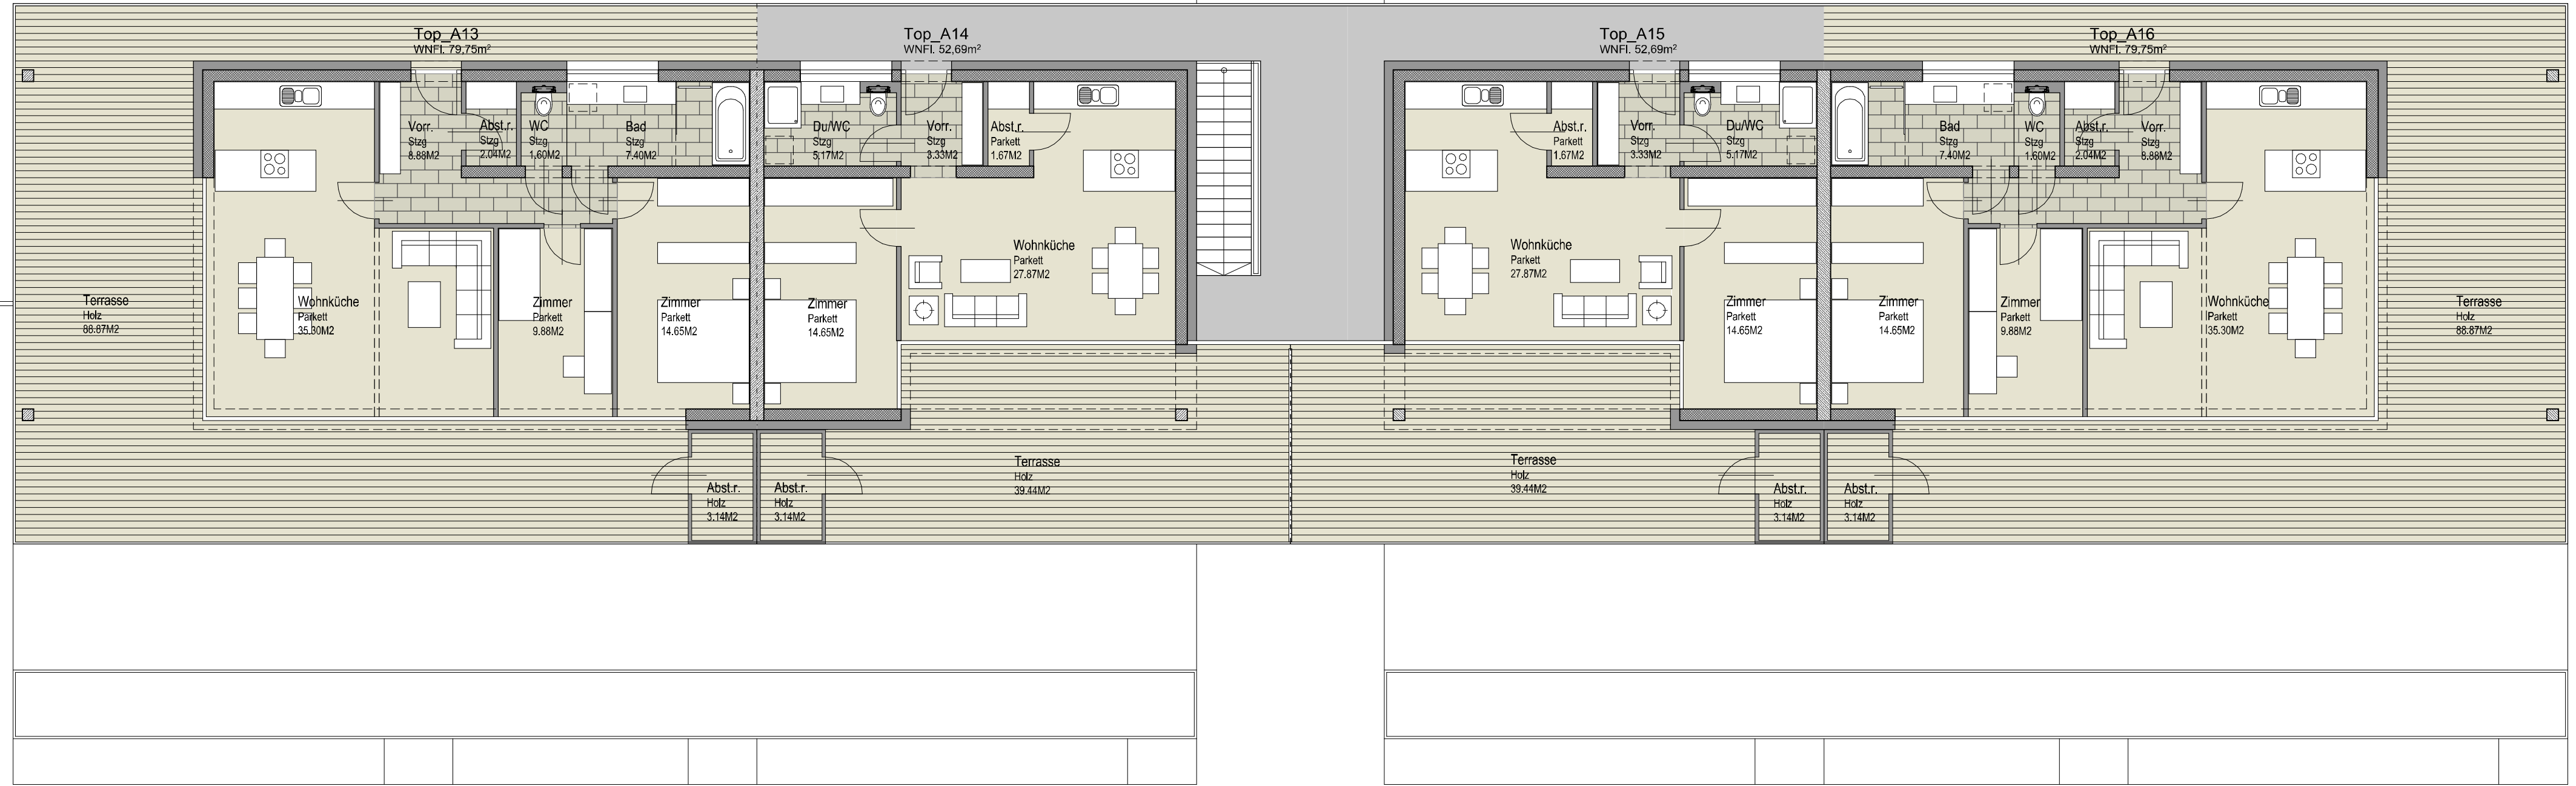 Top_A13
WNFl. 79,75m²
Top_A14
WNFl. 52,69m²
Top_A15
WNFl. 52,69m²
Top_A16
WNFl. 79,75m²
Vorr.
Stzg
8.88M2
Abst.r.
Stzg
2.04M2
WC
Stzg
1.60M2
Bad
Stzg
7.40M2
Du/WC
Stzg
5.17M2
Vorr.
Stzg
3.33M2
Abst.r.
Parkett
1.67M2
Abst.r.
Parkett
1.67M2
Vorr.
Stzg
3.33M2
Du/WC
Stzg
5.17M2
Bad
Stzg
7.40M2
WC
Stzg
1.60M2
Abst.r.
Stzg
2.04M2
Vorr.
Stzg
8.88M2
Terrasse
Holz
88.87M2
Wohnküche
Parkett
35.30M2
Zimmer
Parkett
9.88M2
Zimmer
Parkett
14.65M2
Zimmer
Parkett
14.65M2
Wohnküche
Parkett
27.87M2
Wohnküche
Parkett
27.87M2
Zimmer
Parkett
14.65M2
Zimmer
Parkett
14.65M2
Zimmer
Parkett
9.88M2
Wohnküche
Parkett
35.30M2
Terrasse
Holz
88.87M2
Abst.r.
Holz
3.14M2
Abst.r.
Holz
3.14M2
Terrasse
Holz
39.44M2
Terrasse
Holz
39.44M2
Abst.r.
Holz
3.14M2
Abst.r.
Holz
3.14M2